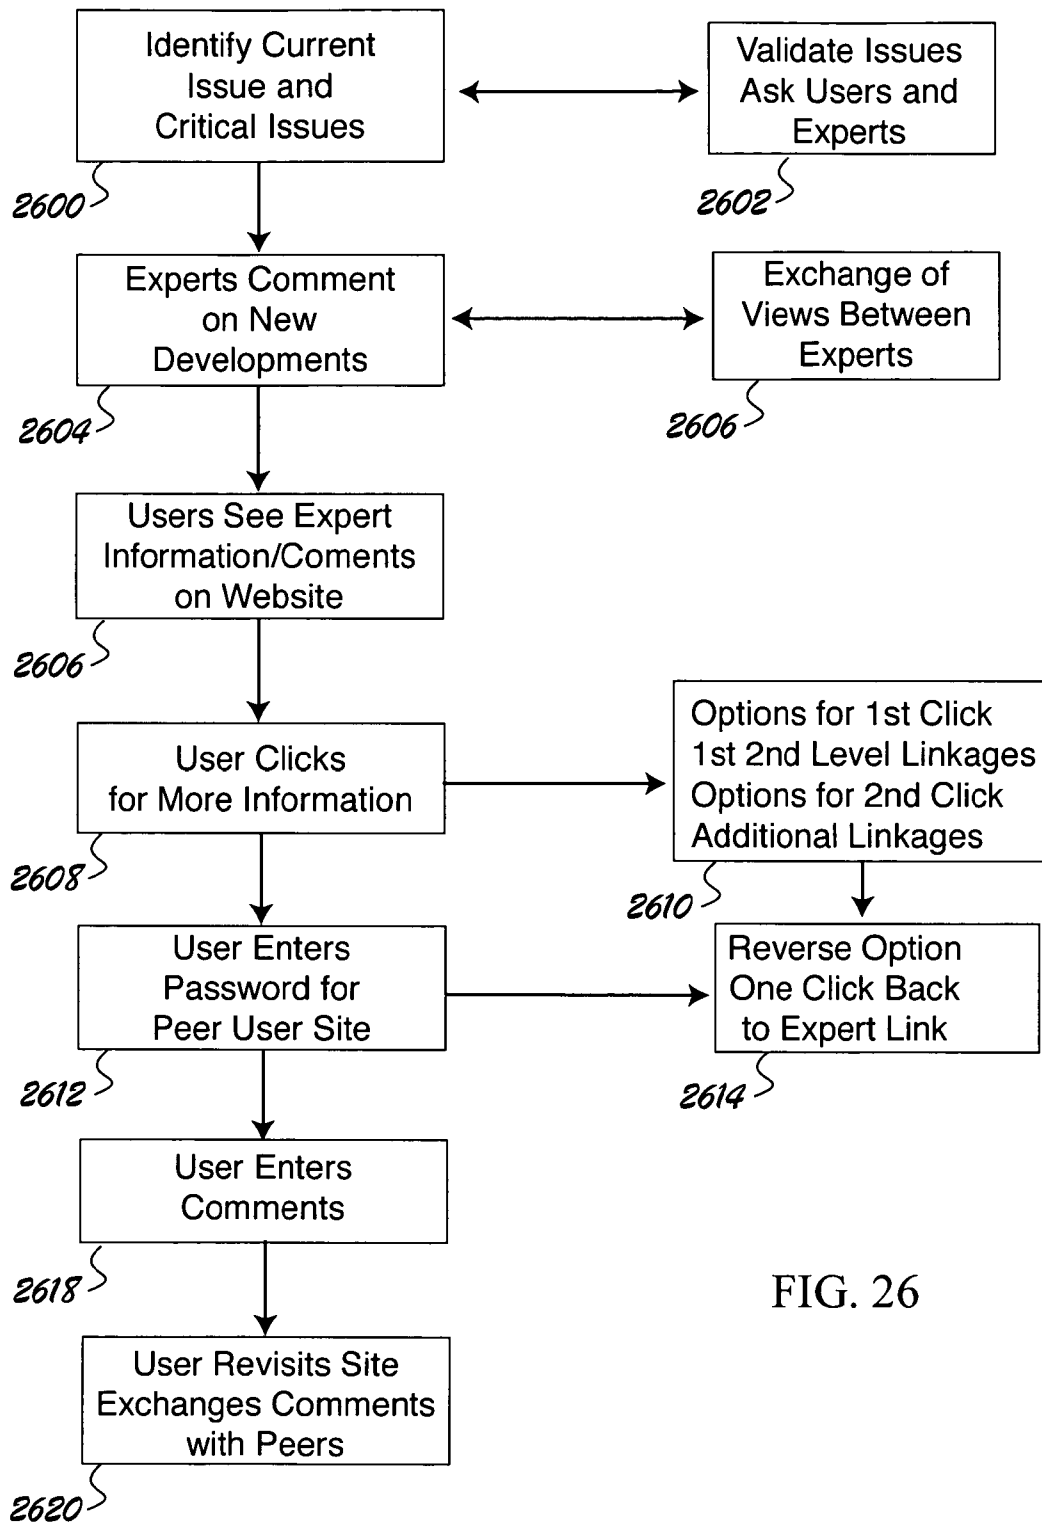 Identify Current
Issue and
Critical Issues
2600
Validate Issues
Ask Users and
Experts
2602
Experts Comment
on New
Developments
2604
Exchange of
Views Between
Experts
2606
Users See Expert
Information/Coments
on Website
2606
User Clicks
for More Information
2608
Options for 1st Click
1st 2nd Level Linkages
Options for 2nd Click
Additional Linkages
2610
User Enters
Password for
Peer User Site
2612
Reverse Option
One Click Back
to Expert Link
2614
User Enters
Comments
2618
User Revisits Site
Exchanges Comments
with Peers
2620
FIG. 26